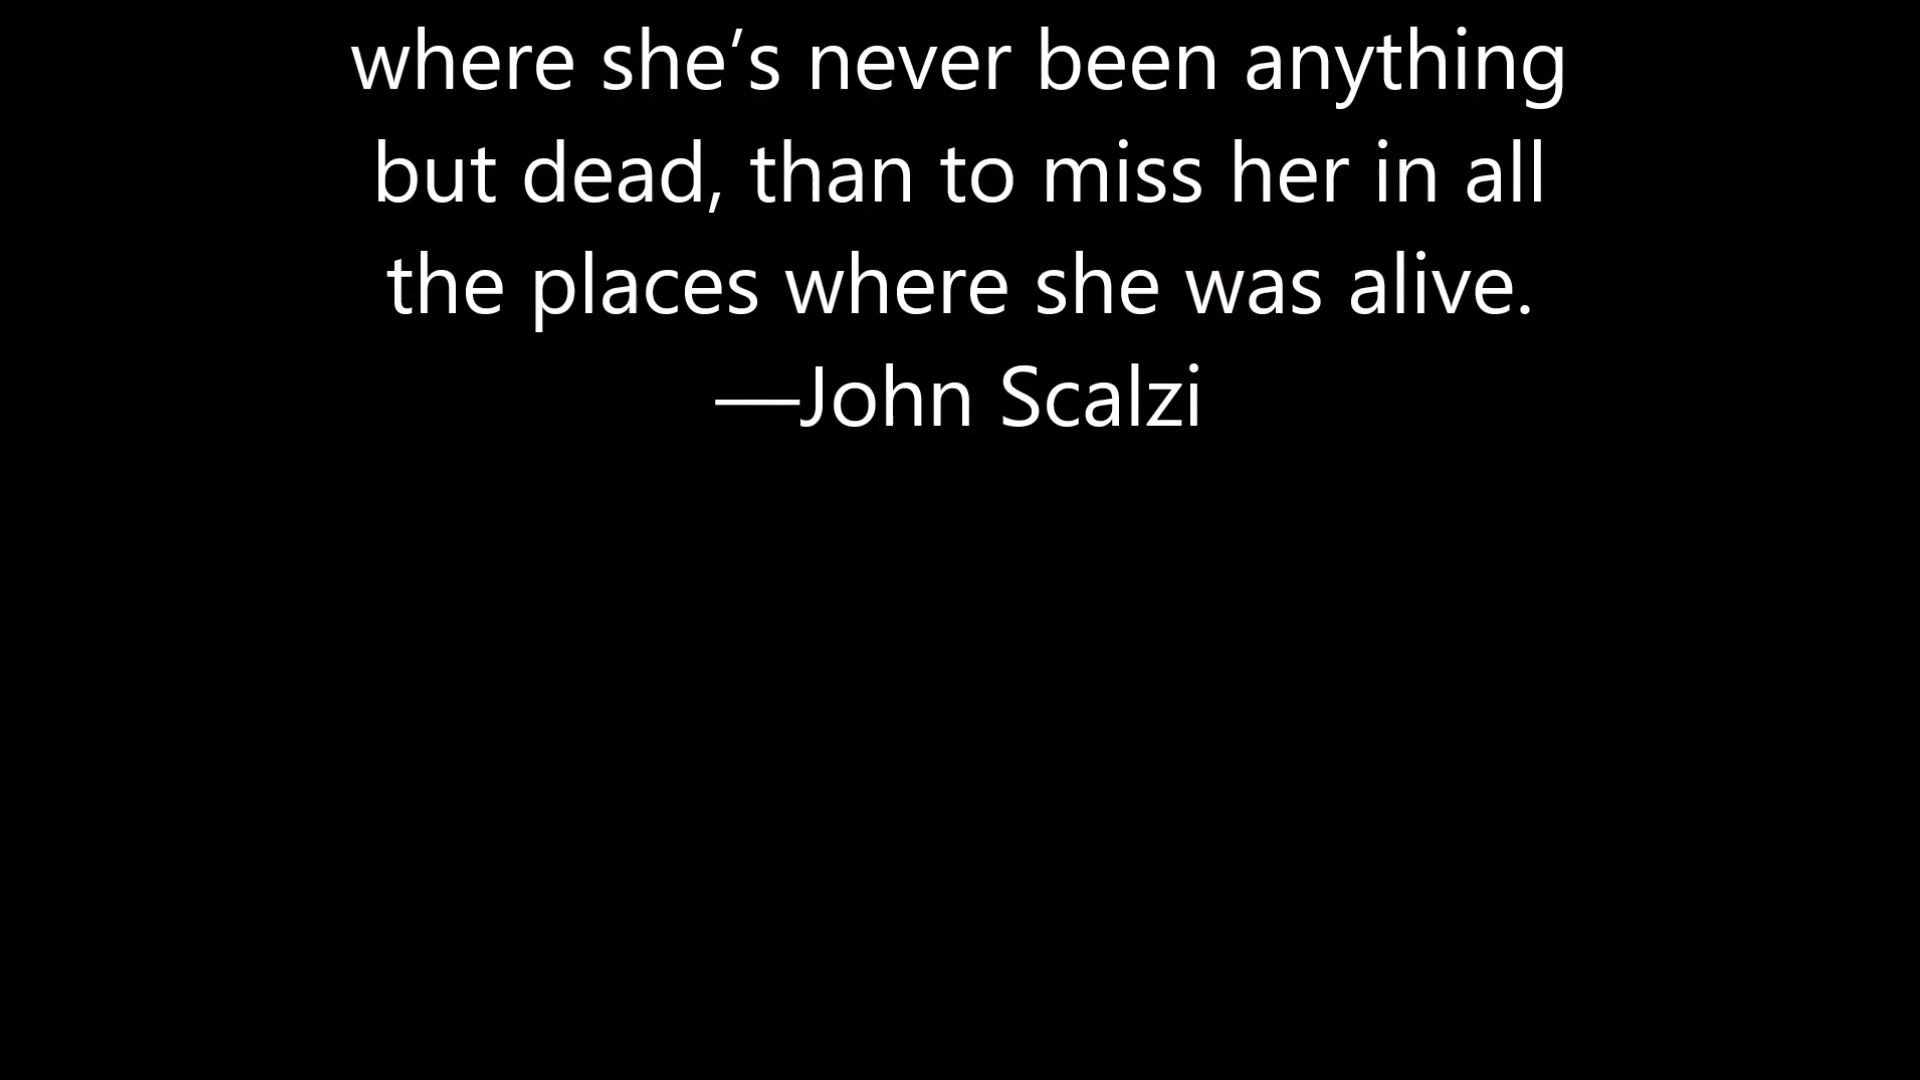 where she’s never been anything
but dead, than to miss her in all
the places where she was alive.
—John Scalzi